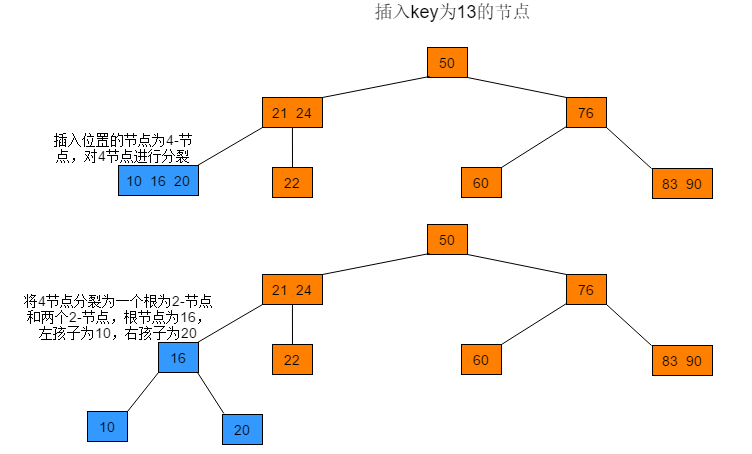 插入key为13的节点
50
21 24
76
插入位置的节点为4-节
点，对4节点进行分裂
10 16 20
22
60
83 90
50
21 24
76
将4节点分裂为一个根为2-节点
和两个2-节点，根节点为16，
左孩子为10，右孩子为20
16
22
60
83 90
10
20